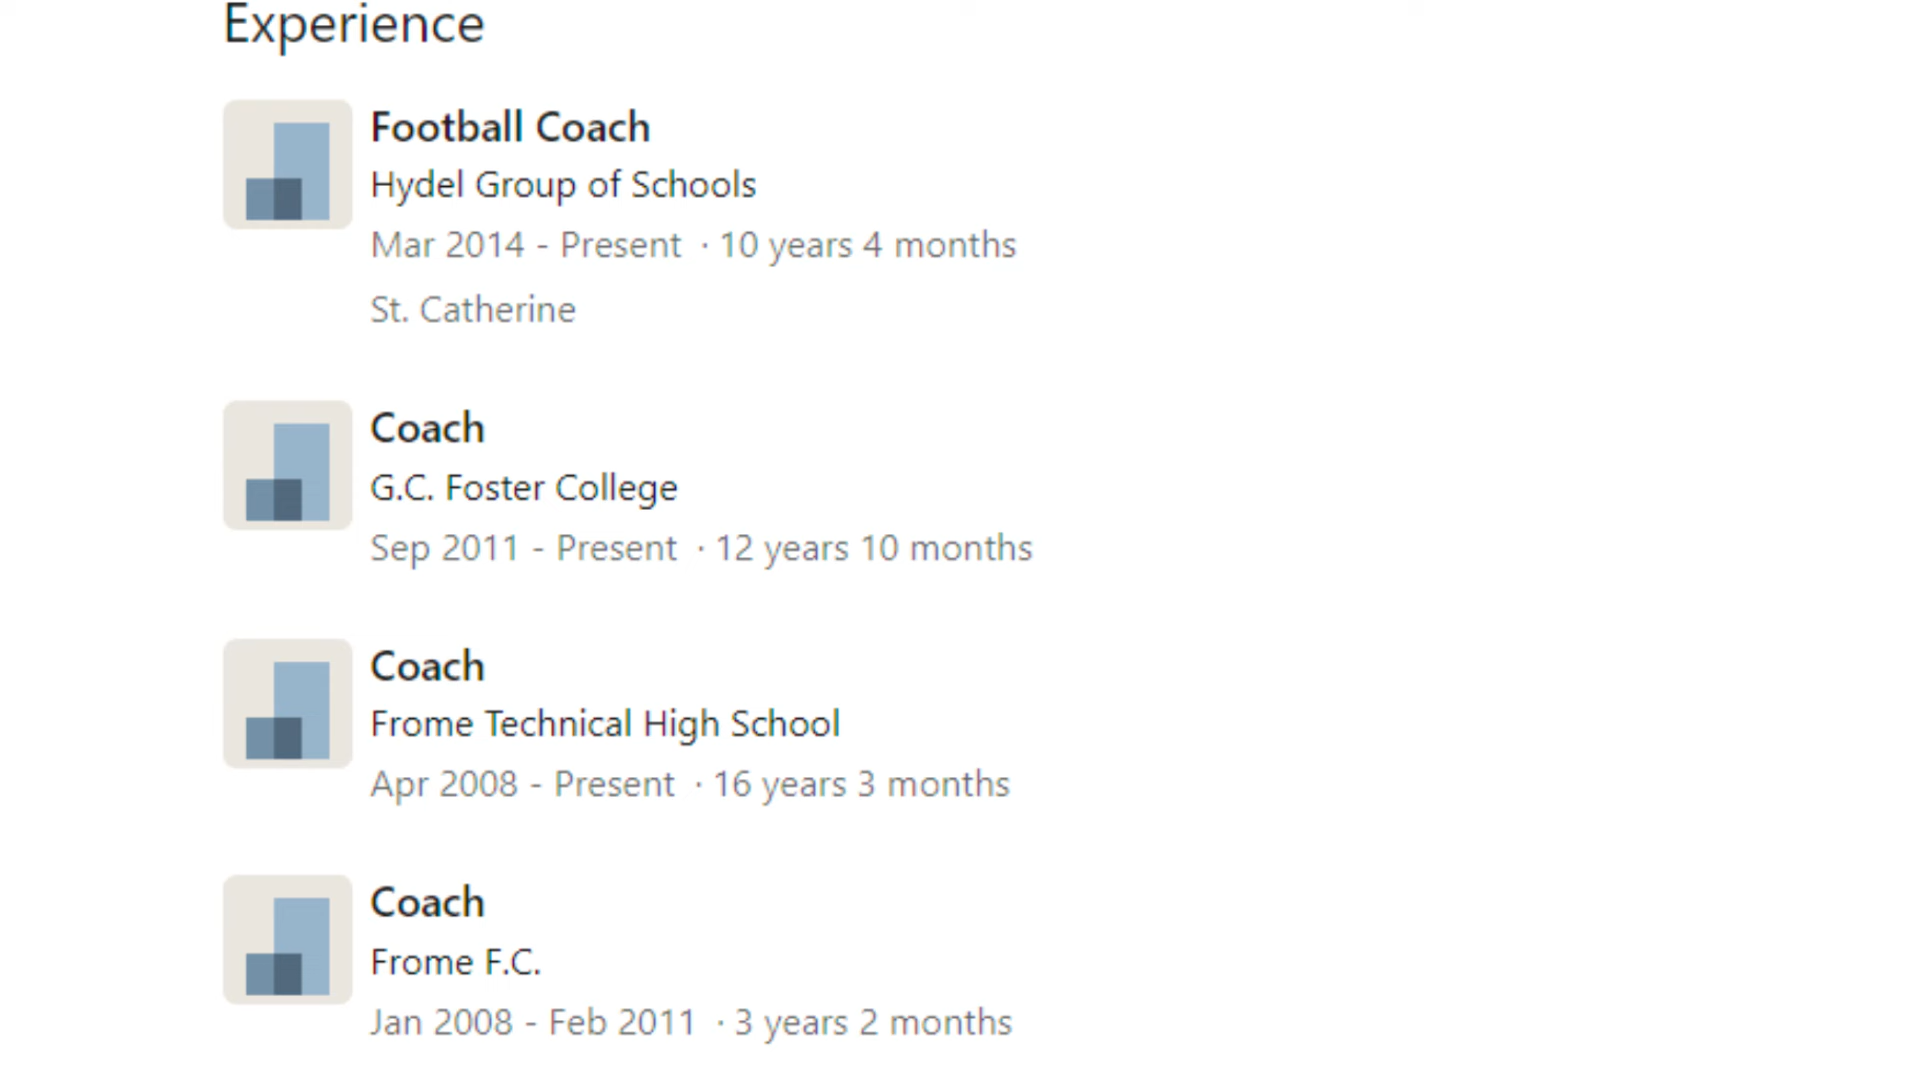 Experience
Football Coach
Hydel Group of Schools
Mar 2014 - Present · 10 years 4 months
St. Catherine
Coach
G.C. Foster College
Sep 2011 - Present · 12 years 10 months
Coach
Frome Technical High School
Apr 2008 - Present · 16 years 3 months
Coach
Frome F.C.
Jan 2008 - Feb 2011 · 3 years 2 months